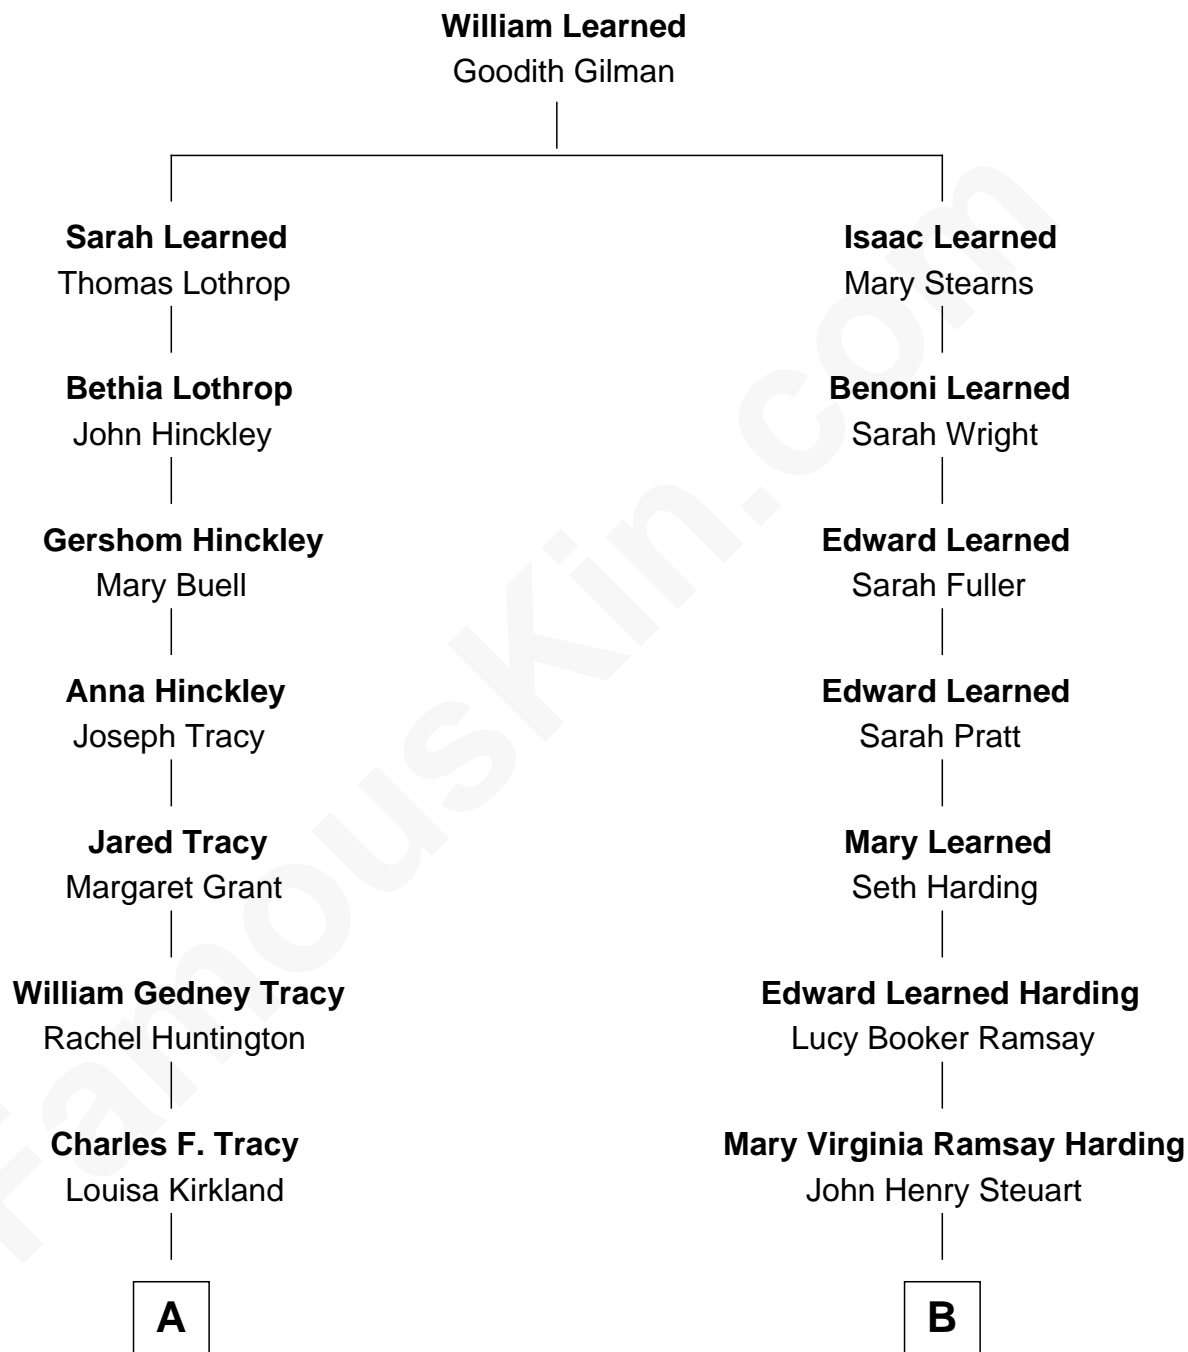 William Learned
Goodith Gilman
Sarah Learned
Thomas Lothrop
Isaac Learned
Mary Stearns
Bethia Lothrop
John Hinckley
Benoni Learned
Sarah Wright
Gershom Hinckley
Mary Buell
Edward Learned
Sarah Fuller
Anna Hinckley
Joseph Tracy
Edward Learned
Sarah Pratt
Jared Tracy
Margaret Grant
Mary Learned
Seth Harding
William Gedney Tracy
Rachel Huntington
Edward Learned Harding
Lucy Booker Ramsay
Charles F. Tracy
Louisa Kirkland
Mary Virginia Ramsay Harding
John Henry Steuart
A
B
FamousKin.com